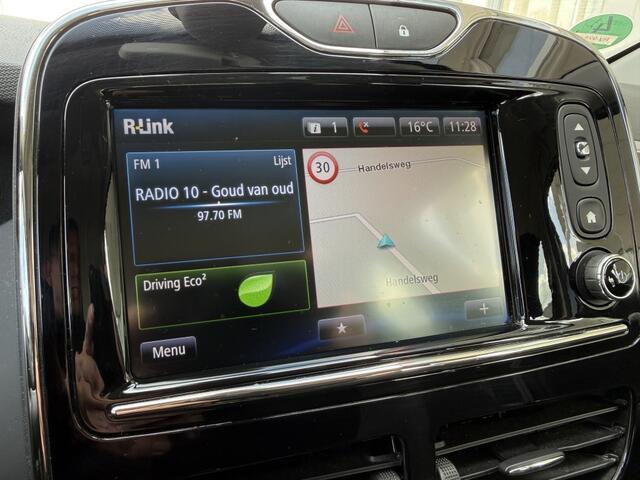 R-Link
i 1
16°C
11:28
FM 1
Lijst
RADIO 10 - Goud van oud
97.70 FM
30
Handelsweg
Handelsweg
Driving Eco²
Menu